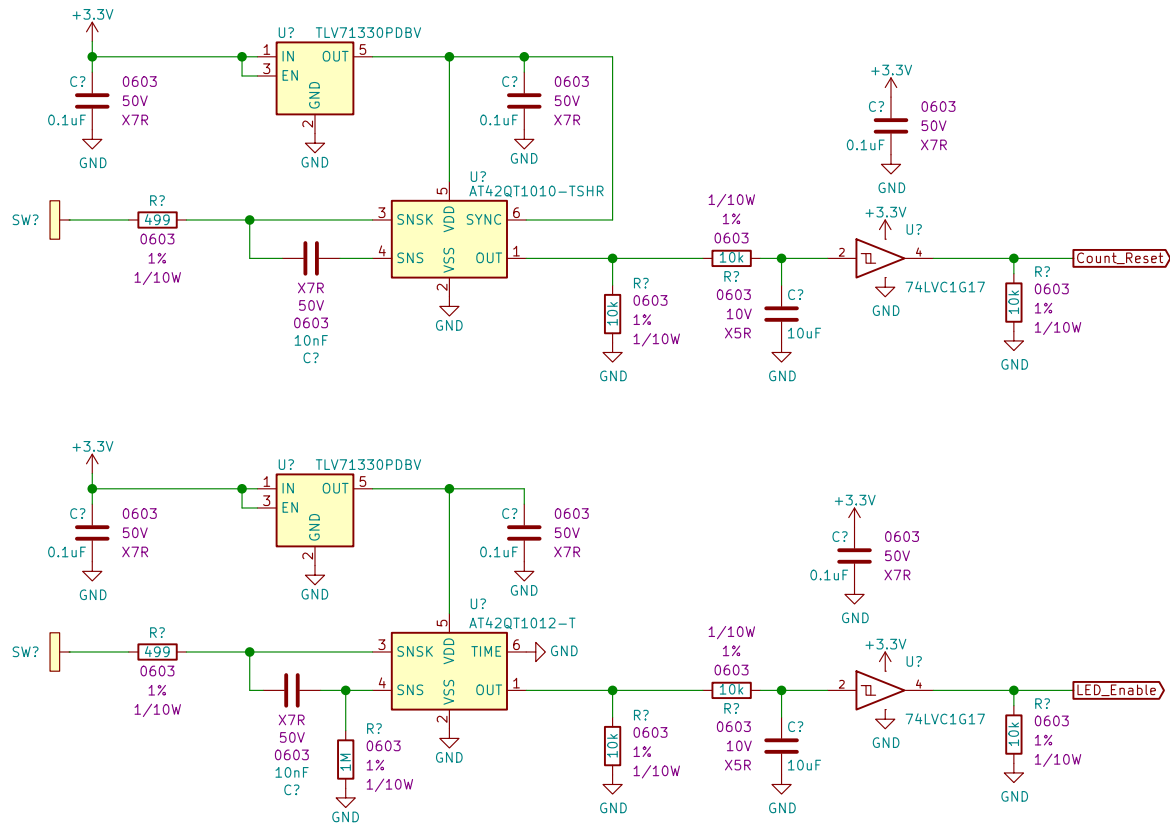 +3.3V
U? TLV71330PDBV
1 IN OUT 5
3 EN
GND
2
GND
C? 0603
50V
0.1uF X7R
GND
C? 0603
50V
0.1uF X7R
GND
+3.3V
C? 0603
50V
0.1uF X7R
GND
U?
AT42QT1010-TSHR
5
VDD
3 SNSK SYNC 6
4 SNS OUT 1
VSS
2
GND
SW?
R?
499
0603
1%
1/10W
X7R
50V
0603
10nF
C?
R?
0603
10k
1%
1/10W
GND
1/10W
1%
0603
10k
R?
0603
10V
X5R
C?
10uF
GND
+3.3V
U?
2 4
74LVC1G17
GND
Count_Reset
R?
0603
10k
1%
1/10W
GND
+3.3V
U? TLV71330PDBV
1 IN OUT 5
3 EN
GND
2
GND
C? 0603
50V
0.1uF X7R
GND
C? 0603
50V
0.1uF X7R
GND
+3.3V
C? 0603
50V
0.1uF X7R
GND
U?
AT42QT1012-T
5
VDD
3 SNSK TIME 6 GND
4 SNS OUT 1
VSS
2
GND
SW?
R?
499
0603
1%
1/10W
X7R
50V
0603
10nF
C?
R?
0603
1M
1%
1/10W
GND
R?
0603
10k
1%
1/10W
GND
1/10W
1%
0603
10k
R?
0603
10V
X5R
C?
10uF
GND
+3.3V
U?
2 4
74LVC1G17
GND
LED_Enable
R?
0603
10k
1%
1/10W
GND